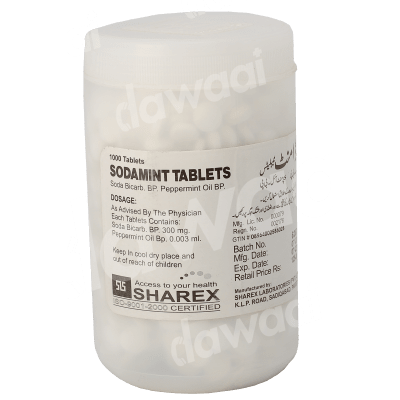 1000 Tablets
SODAMINT TABLETS
Soda Bicarb. BP. Peppermint Oil BP.
DOSAGE:
As Advised By The Physician
Each Tablets Contains:
Soda Bicarb. BP. 300 mg.
Peppermint Oil Bp. 0.003 ml.
Keep in cool dry place and
out of reach of children
SLS
Access to your health
SHAREX
ISO-9001-2000 CERTIFIED
Mfg. Lic. No.
Regn. No.
GTIN #
Batch No.
Mfg. Date:
Exp. Date:
Retail Price Rs:
Manufactured by
SHAREX LABORATORIES
K.L.P. ROAD, SADIQABAD
dawaai
dawaai